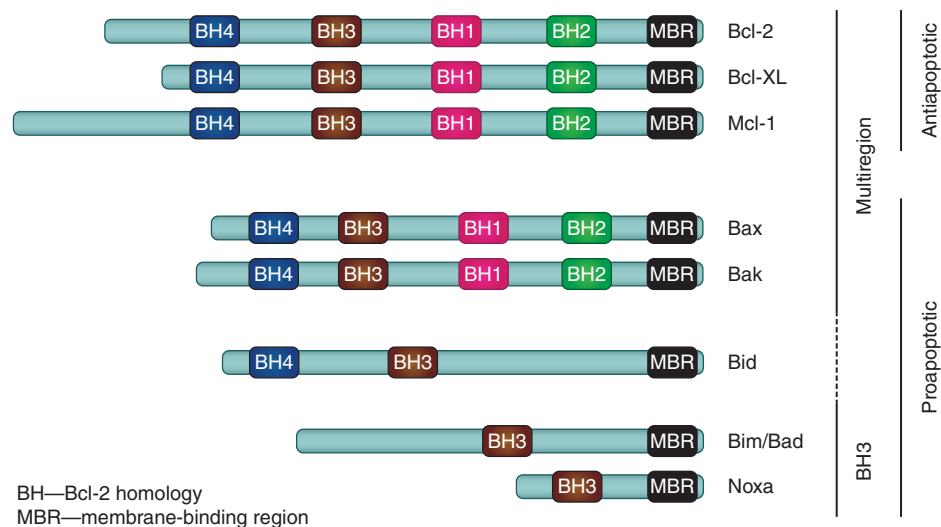 BH4 BH3 BH1 BH2 MBR Bcl-2
BH4 BH3 BH1 BH2 MBR Bcl-XL
BH4 BH3 BH1 BH2 MBR Mcl-1
BH4 BH3 BH1 BH2 MBR Bax
BH4 BH3 BH1 BH2 MBR Bak
BH4 BH3 MBR Bid
BH3 MBR Bim/Bad
BH3 MBR Noxa
Multiregion
BH3
Antiapoptotic
Proapoptotic
BH—Bcl-2 homology
MBR—membrane-binding region